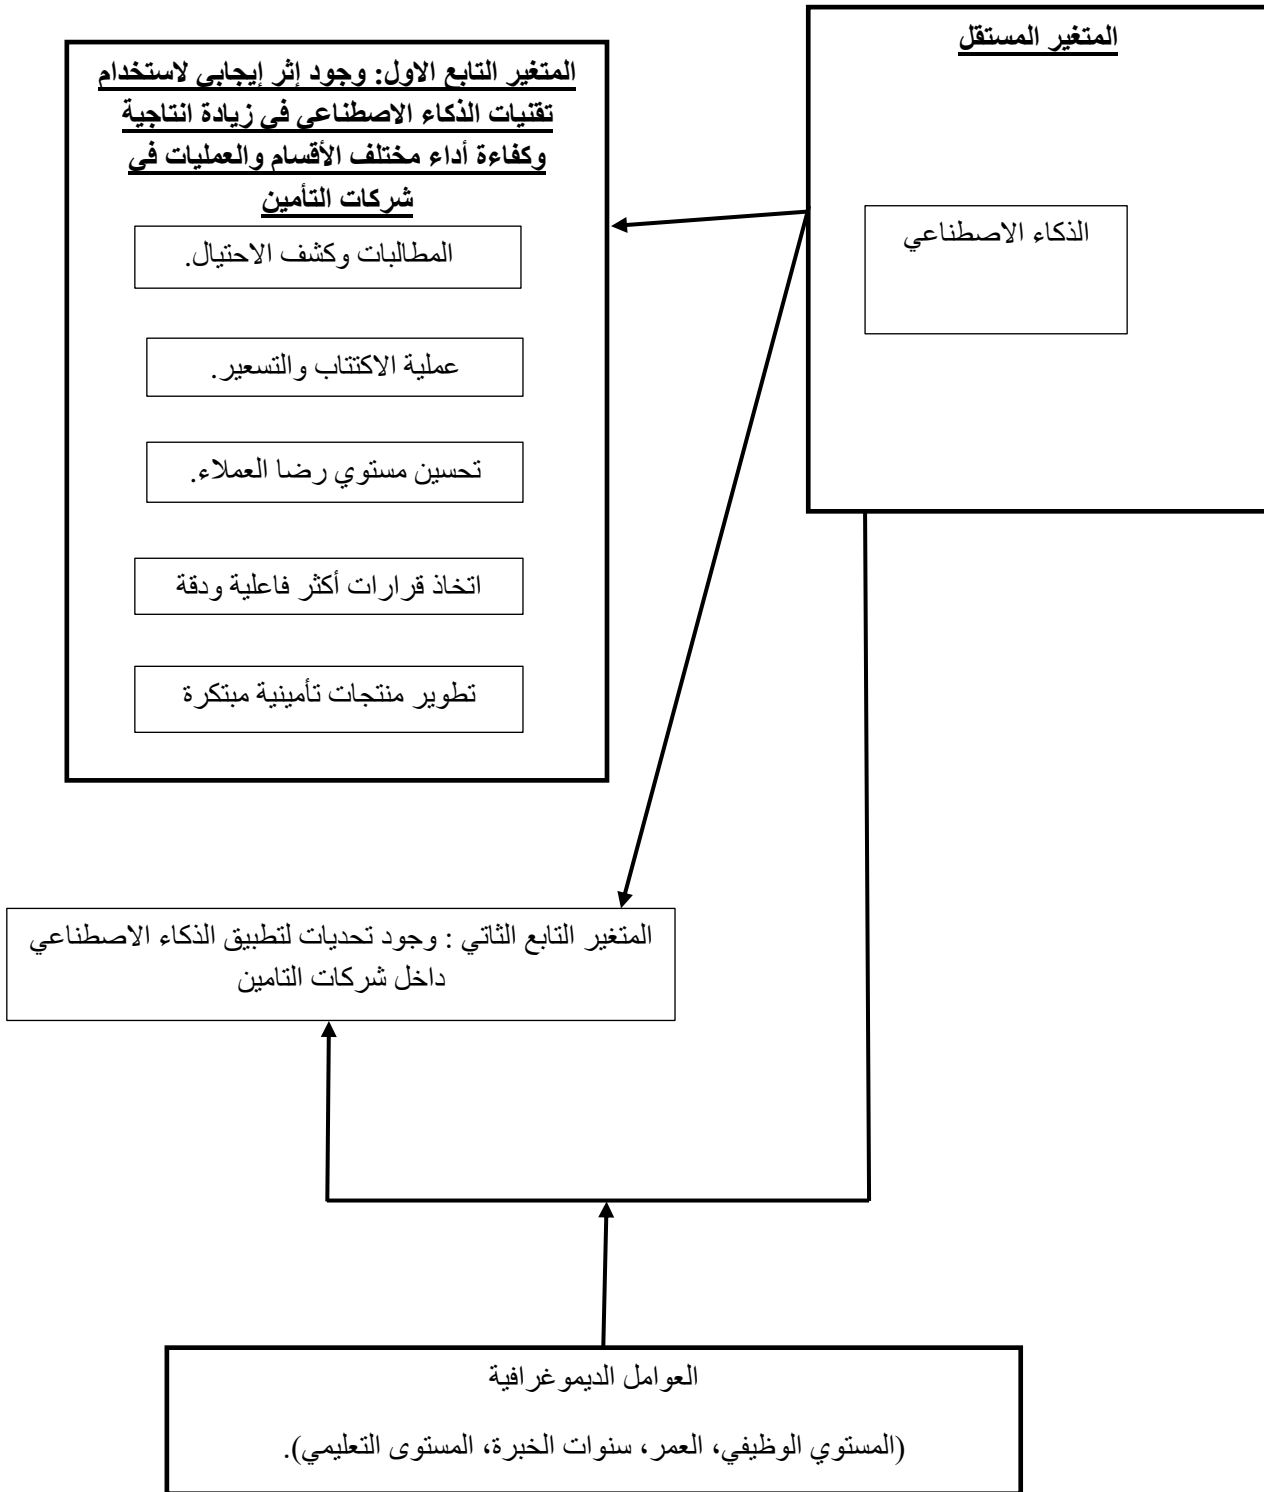 المتغير المستقل
الذكاء الاصطناعي
المتغير التابع الاول: وجود إثر إيجابي لاستخدام
تقنيات الذكاء الاصطناعي في زيادة انتاجية
وكفاءة أداء مختلف الأقسام والعمليات في
شركات التأمين
المطالبات وكشف الاحتيال.
عملية الاكتتاب والتسعير.
تحسين مستوي رضا العملاء.
اتخاذ قرارات أكثر فاعلية ودقة
تطوير منتجات تأمينية مبتكرة
المتغير التابع الثاتي : وجود تحديات لتطبيق الذكاء الاصطناعي
داخل شركات التامين
العوامل الديموغرافية
(المستوي الوظيفي، العمر، سنوات الخبرة، المستوى التعليمي).